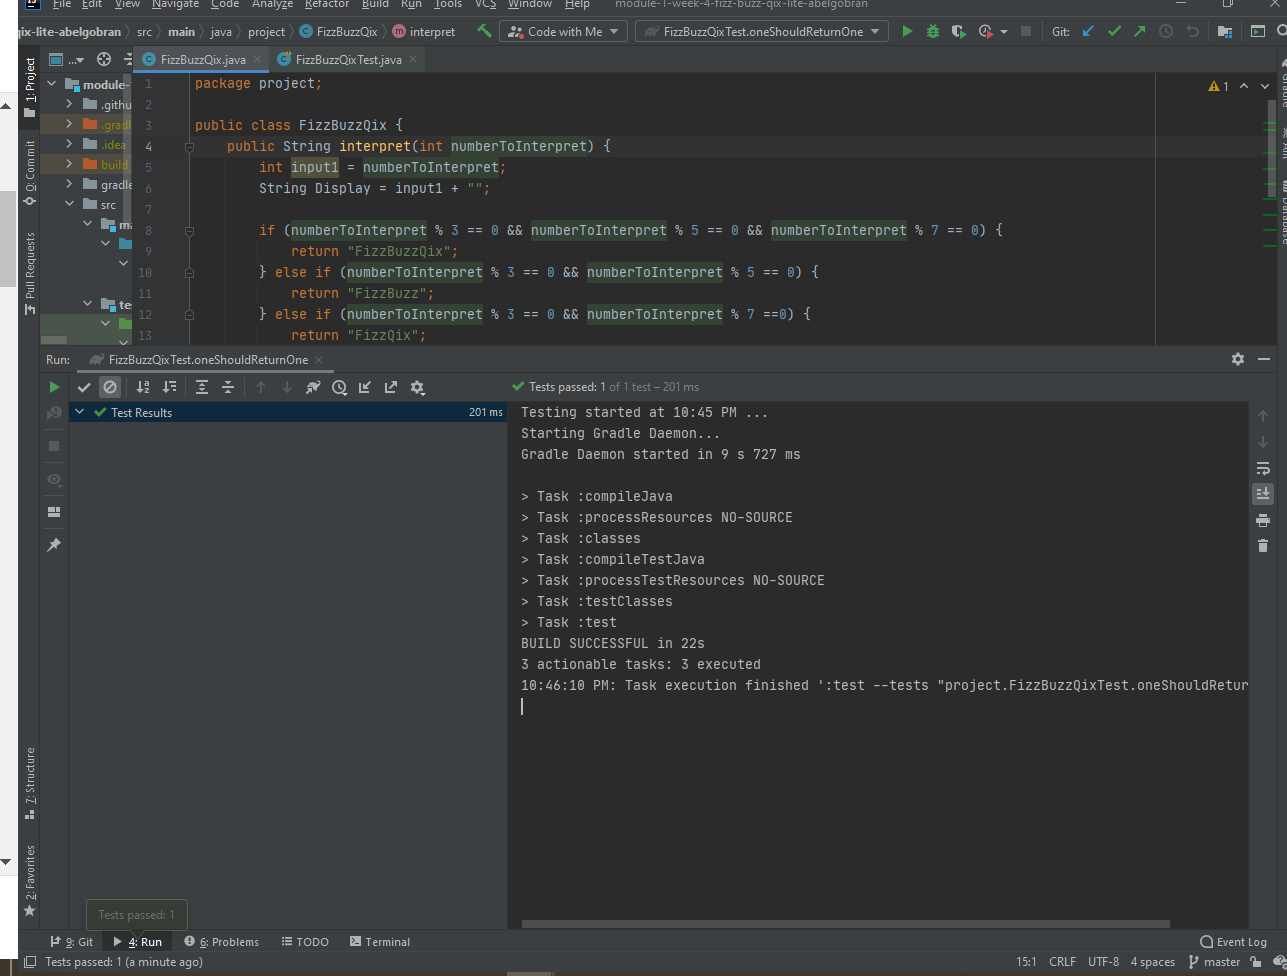 File Edit View Navigate Code Analyze Refactor Build Run Tools VCS Window Help module-1-week-4-fizz-buzz-qix-lite-abelgobran
qix-lite-abelgobran src main java project FizzBuzzQix interpret Code with Me FizzBuzzQixTest.oneShouldReturnOne Git:
1: Project
0: Commit
Pull Requests
7: Structure
2: Favorites
... FizzBuzzQix.java FizzBuzzQixTest.java
module-
.githu
.gradl
.idea
build
gradle
src
ma
te
1 package project;
2
3 public class FizzBuzzQix {
4 public String interpret(int numberToInterpret) {
5 int input1 = numberToInterpret;
6 String Display = input1 + "";
7
8 if (numberToInterpret % 3 == 0 && numberToInterpret % 5 == 0 && numberToInterpret % 7 == 0) {
9 return "FizzBuzzQix";
10 } else if (numberToInterpret % 3 == 0 && numberToInterpret % 5 == 0) {
11 return "FizzBuzz";
12 } else if (numberToInterpret % 3 == 0 && numberToInterpret % 7 ==0) {
13 return "FizzQix";
1
Gradle
Ant
Database
Run: FizzBuzzQixTest.oneShouldReturnOne
Tests passed: 1 of 1 test – 201 ms
Test Results 201 ms
Testing started at 10:45 PM ...
Starting Gradle Daemon...
Gradle Daemon started in 9 s 727 ms
> Task :compileJava
> Task :processResources NO-SOURCE
> Task :classes
> Task :compileTestJava
> Task :processTestResources NO-SOURCE
> Task :testClasses
> Task :test
BUILD SUCCESSFUL in 22s
3 actionable tasks: 3 executed
10:46:10 PM: Task execution finished ':test --tests "project.FizzBuzzQixTest.oneShouldRetur
Tests passed: 1
9: Git 4: Run 6: Problems TODO Terminal Event Log
Tests passed: 1 (a minute ago) 15:1 CRLF UTF-8 4 spaces master